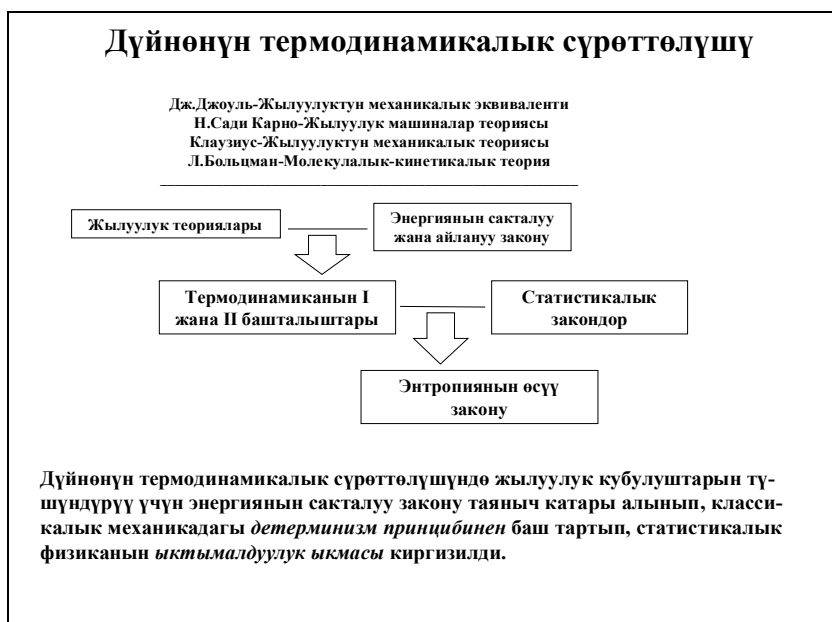 Дүйнөнүн термодинамикалык сүрөттөлүшү
Дж.Джоуль-Жылуулуктун механикалык эквиваленти
Н.Сади Карно-Жылуулук машиналар теориясы
Клаузиус-Жылуулуктун механикалык теориясы
Л.Больцман-Молекулалык-кинетикалык теория
Жылуулук теориялары
Энергиянын сакталуу
жана айлануу закону
Термодинамиканын I
жана II башталыштары
Статистикалык
закондор
Энтропиянын өсүү
закону
Дүйнөнүн термодинамикалык сүрөттөлүшүндө жылуулук кубулуштарын тү-
шүндүрүү үчүн энергиянын сакталуу закону таяныч катары алынып, класси-
калык механикадагы детерминизм принцибинен баш тартып, статистикалык
физиканын ыктымалдуулук ыкмасы киргизилди.